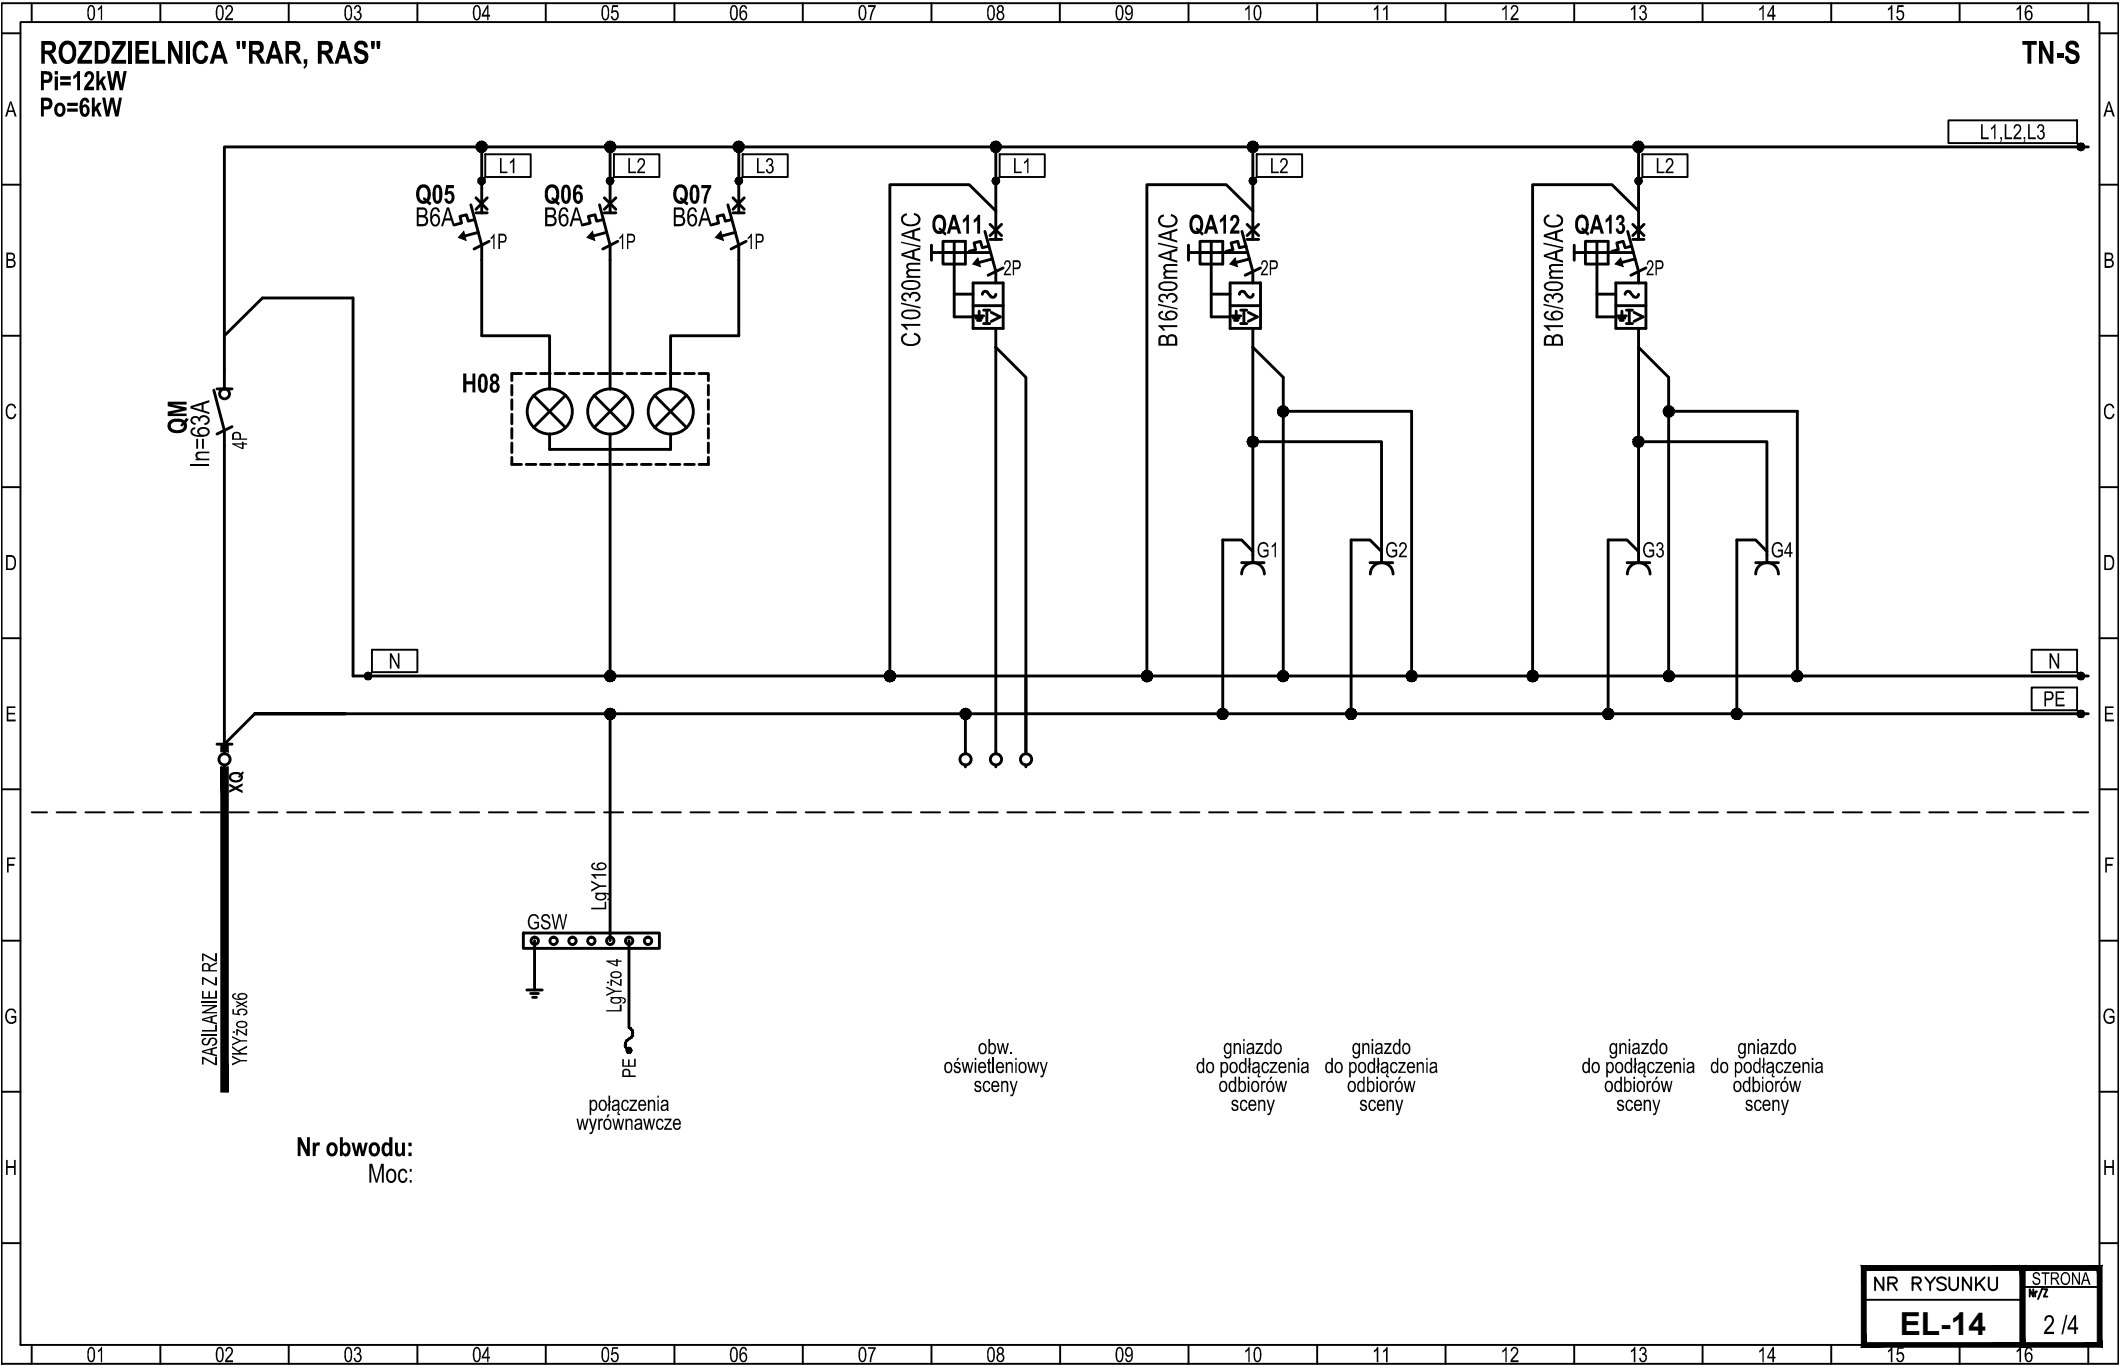 01 02 03 04 05 06 07 08 09 10 11 12 13 14 15 16
ROZDZIELNICA "RAR, RAS"
TN-S
Pi=12kW
Po=6kW
A A
L1,L2,L3
L1 L2 L3 L1 L2 L2
Q05 Q06 Q07
B6A B6A B6A
1P 1P 1P
QA11 QA12 QA13
C10/30mA/AC B16/30mA/AC B16/30mA/AC
2P 2P 2P
B B
H08
QM
In=63A
4P
C C
G1 G2 G3 G4
D D
N N
PE
E E
XQ
F F
LgY16
GSW
LgYżo 4
PE
ZASILANIE Z RZ
YKYżo 5x6
G G
połączenia
wyrównawcze
obw.
oświetleniowy
sceny
gniazdo
do podłączenia
odbiorów
sceny
gniazdo
do podłączenia
odbiorów
sceny
gniazdo
do podłączenia
odbiorów
sceny
gniazdo
do podłączenia
odbiorów
sceny
Nr obwodu:
Moc:
H H
NR RYSUNKU
EL-14
STRONA
Nr/Z
2 /4
01 02 03 04 05 06 07 08 09 10 11 12 13 14 15 16